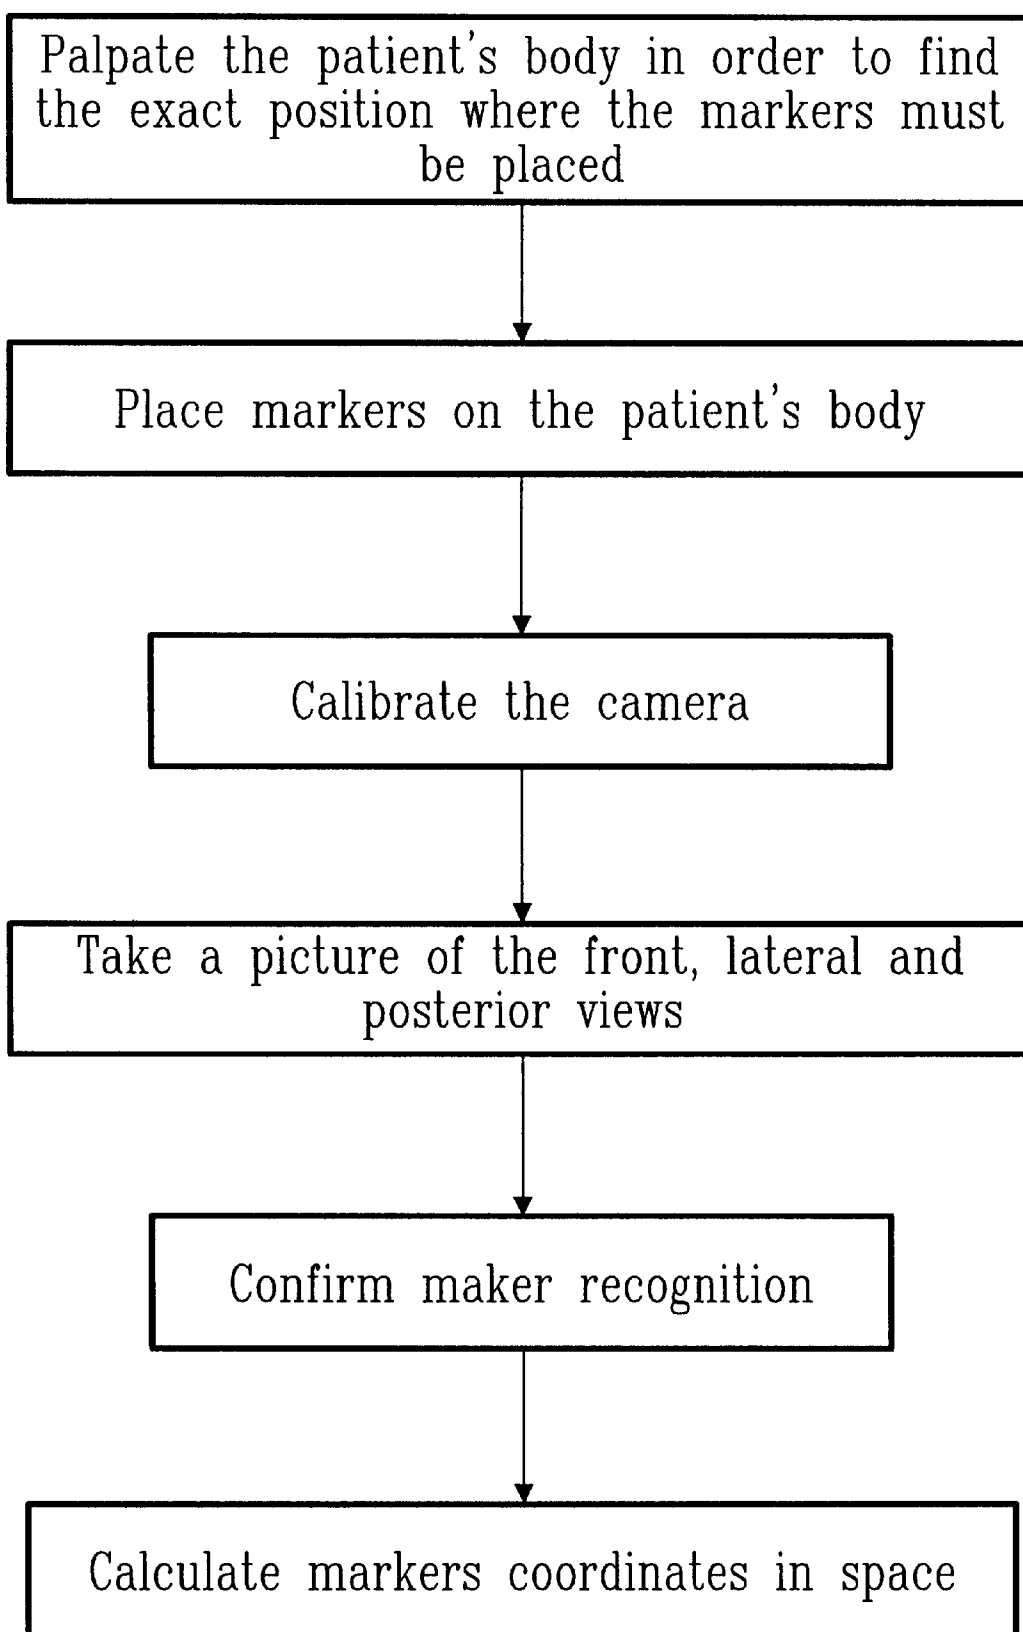 Palpate the patient's body in order to find
the exact position where the markers must
be placed
Place markers on the patient's body
Calibrate the camera
Take a picture of the front, lateral and
posterior views
Confirm maker recognition
Calculate markers coordinates in space